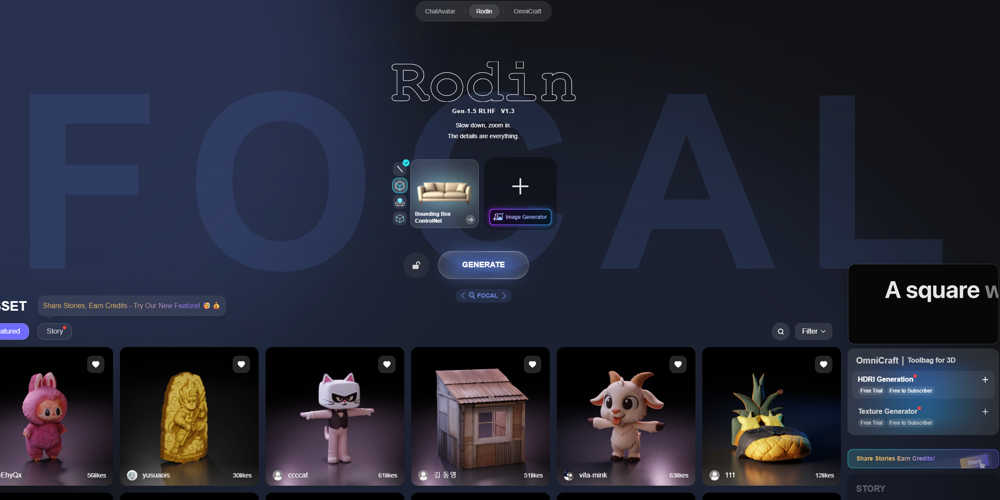 ChatAvatar
Rodin
OmniCraft
Rodin
Gen-1.5 RLHF V1.3
Slow down, zoom in.
The details are everything.
FOCAL
Bounding Box
ControlNet
Image Generator
GENERATE
FOCAL
SSET
Share Stories, Earn Credits - Try Our New Feature!
atured
Story
Filter
A square w
OmniCraft | Toolbag for 3D
HDRI Generation
Free Trial
Free to Subscriber
Texture Generator
Free Trial
Free to Subscriber
Share Stories Earn Credits!
Share
STORY
EhyQx
56likes
yusuaois
30likes
ccccat
61likes
김 동영
51likes
vita-mink
63likes
111
12likes